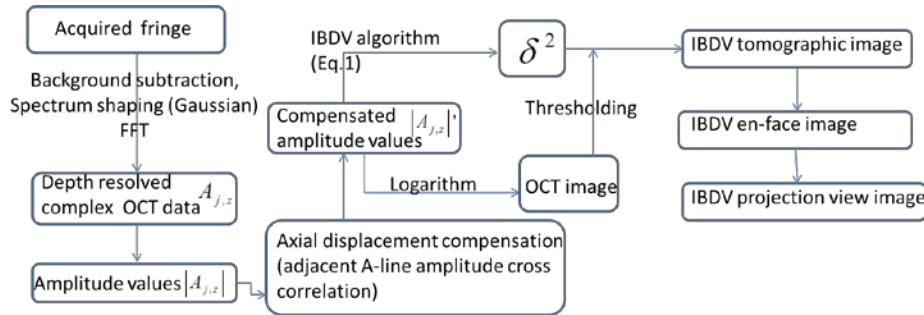 Acquired fringe
Background subtraction,
Spectrum shaping (Gaussian)
FFT
Depth resolved
complex OCT data A_{j,z}
Amplitude values |A_{j,z}|
Axial displacement compensation
(adjacent A-line amplitude cross
correlation)
Compensated
amplitude values |A_{j,z}|'
IBDV algorithm
(Eq.1)
Logarithm
OCT image
δ²
Thresholding
IBDV tomographic image
IBDV en-face image
IBDV projection view image